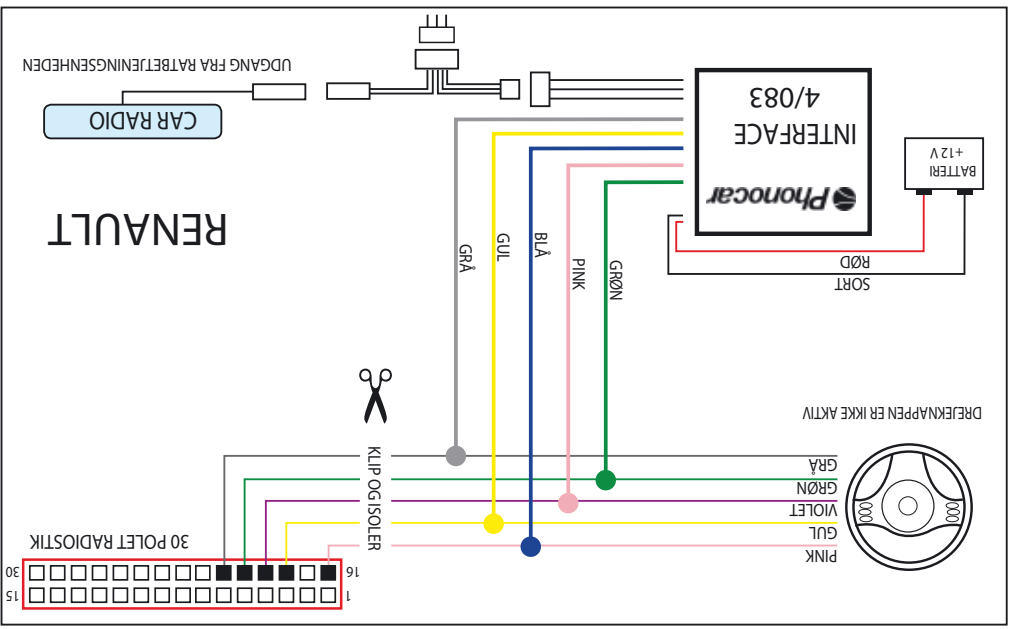 1 15
16 30
30 POLET RADIOSTIK
PINK
GUL
VIOLET
GRØN
GRÅ
KLIP OG ISOLER
DREJEKNAPPEN ER IKKE AKTIV
SORT
RØD
GRØN
PINK
BLÅ
GUL
GRÅ
RENAULT
BATTERI
+12 V
Phonocar
INTERFACE
4/083
CAR RADIO
UDGANG FRA RATBETJENINGSENHEDEN